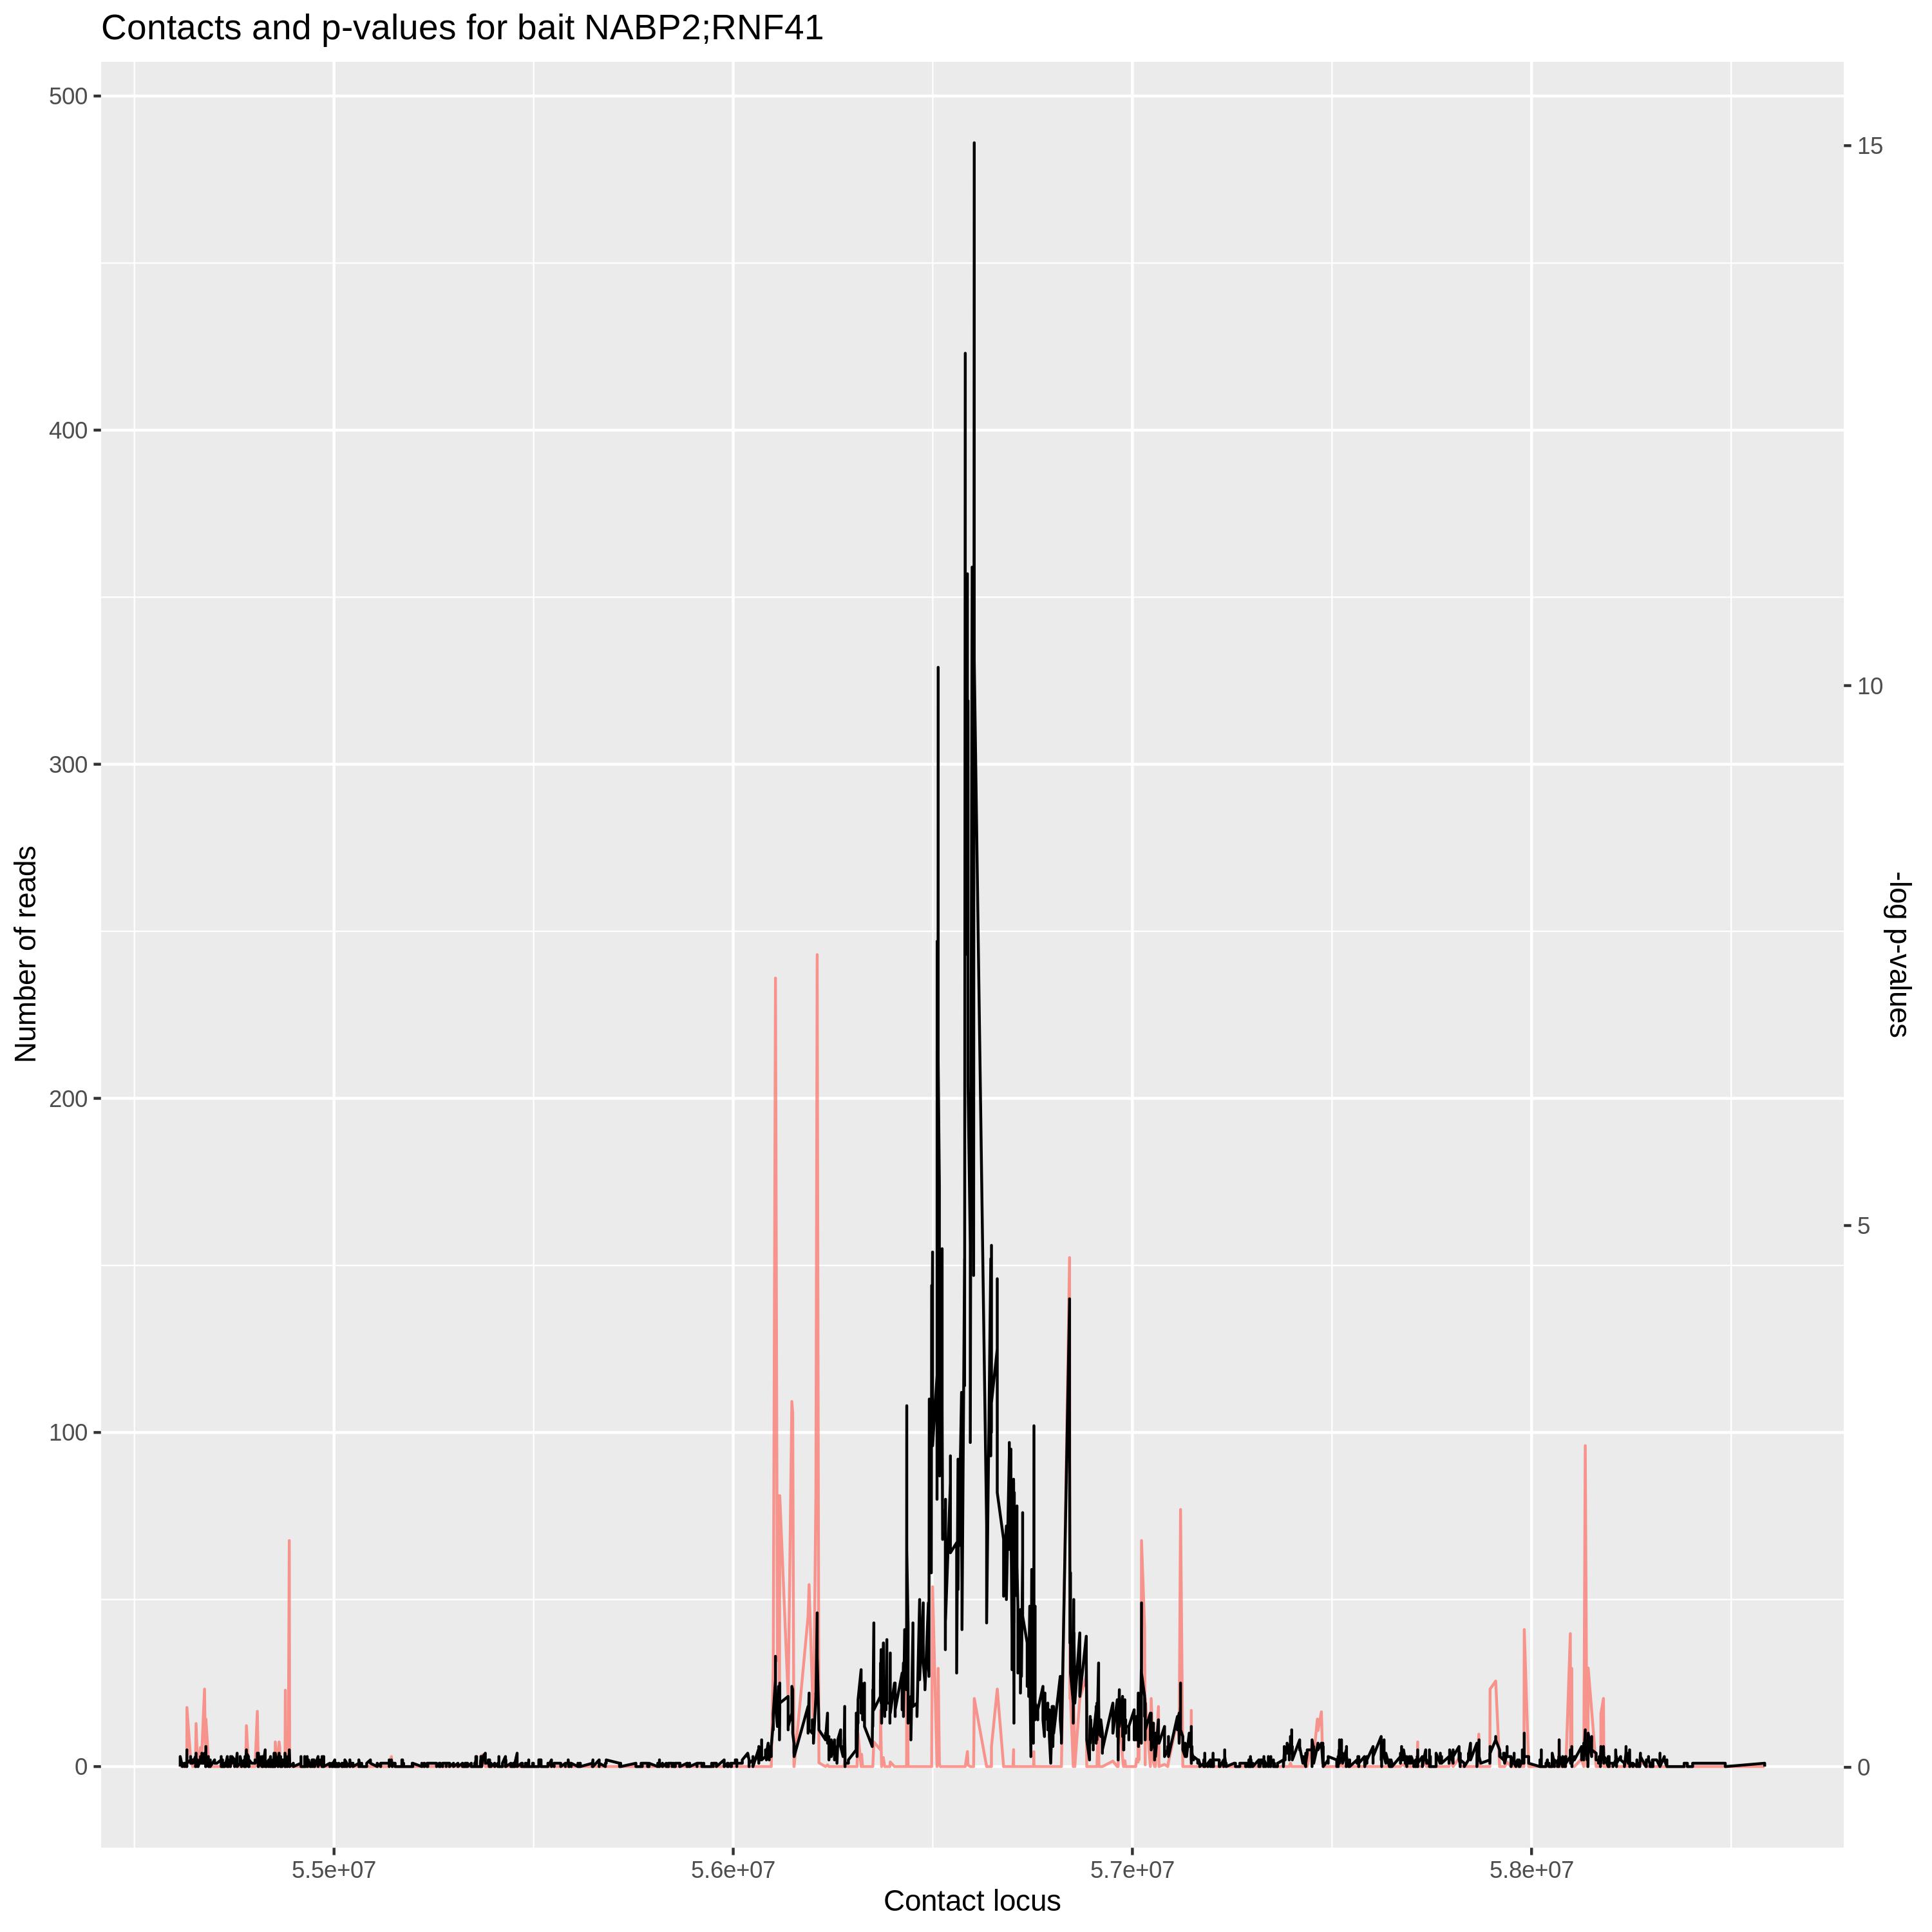 Contacts and p-values for bait NABP2;RNF41
Number of reads
500
400
300
200
100
0
15
10
5
0
-log p-values
5.5e+07 5.6e+07 5.7e+07 5.8e+07
Contact locus